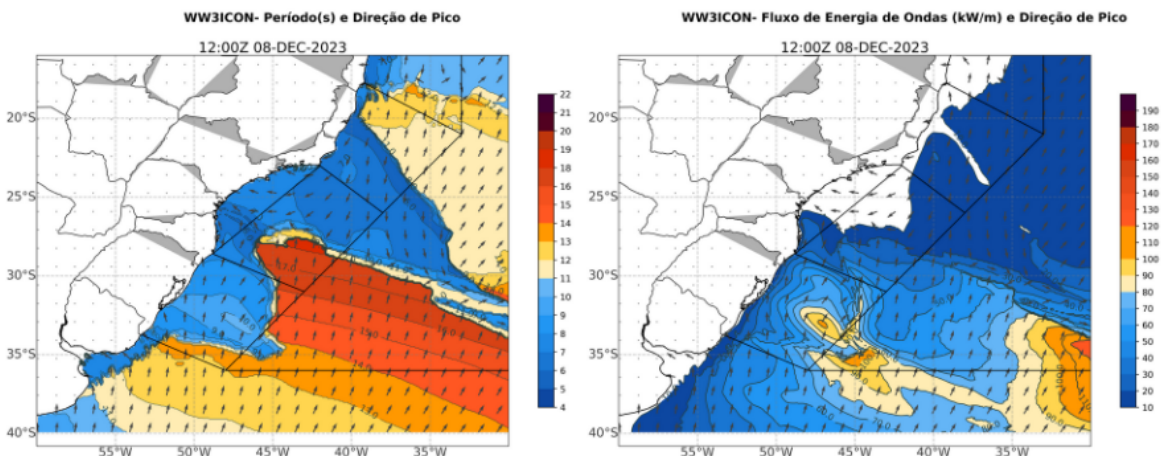 WW3ICON- Período(s) e Direção de Pico
12:00Z 08-DEC-2023
20°S
25°S
30°S
35°S
40°S
55°W
50°W
45°W
40°W
35°W
22
21
20
19
18
17
16
15
14
13
12
11
10
9
8
7
6
5
4
WW3ICON- Fluxo de Energia de Ondas (kW/m) e Direção de Pico
12:00Z 08-DEC-2023
20°S
25°S
30°S
35°S
40°S
55°W
50°W
45°W
40°W
35°W
190
180
170
160
150
140
130
120
110
100
90
80
70
60
50
40
30
20
10